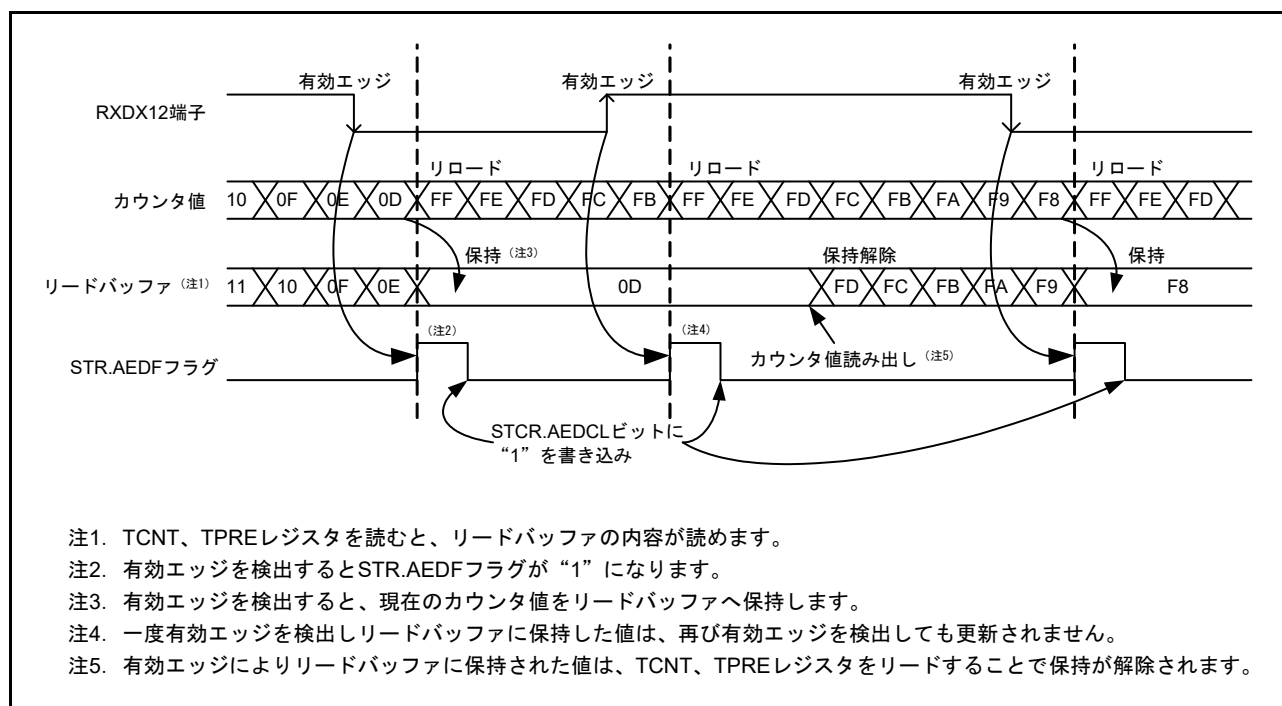 有効エッジ 有効エッジ 有効エッジ
RXDX12端子
リロード リロード リロード
カウンタ値 10 0F 0E 0D FF FE FD FC FB FF FE FD FC FB FA F9 F8 FF FE FD
保持（注3） 保持解除 保持
リードバッファ（注1） 11 10 0F 0E 0D FD FC FB FA F9 F8
（注2） （注4）
カウンタ値読み出し（注5）
STR.AEDFフラグ
STCR.AEDCLビットに
“1”を書き込み
注1. TCNT、TPREレジスタを読むと、リードバッファの内容が読めます。
注2. 有効エッジを検出するとSTR.AEDFフラグが“1”になります。
注3. 有効エッジを検出すると、現在のカウンタ値をリードバッファへ保持します。
注4. 一度有効エッジを検出しリードバッファに保持した値は、再び有効エッジを検出しても更新されません。
注5. 有効エッジによりリードバッファに保持された値は、TCNT、TPREレジスタをリードすることで保持が解除されます。